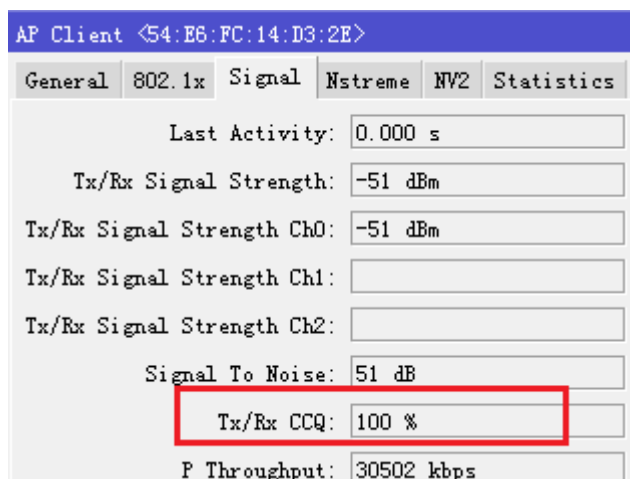 AP Client <54:E6:FC:14:D3:2E>
General 802.1x Signal Nstreme NV2 Statistics
Last Activity: 0.000 s
Tx/Rx Signal Strength: -51 dBm
Tx/Rx Signal Strength Ch0: -51 dBm
Tx/Rx Signal Strength Ch1:
Tx/Rx Signal Strength Ch2:
Signal To Noise: 51 dB
Tx/Rx CCQ: 100 %
P Throughput: 30502 kbps